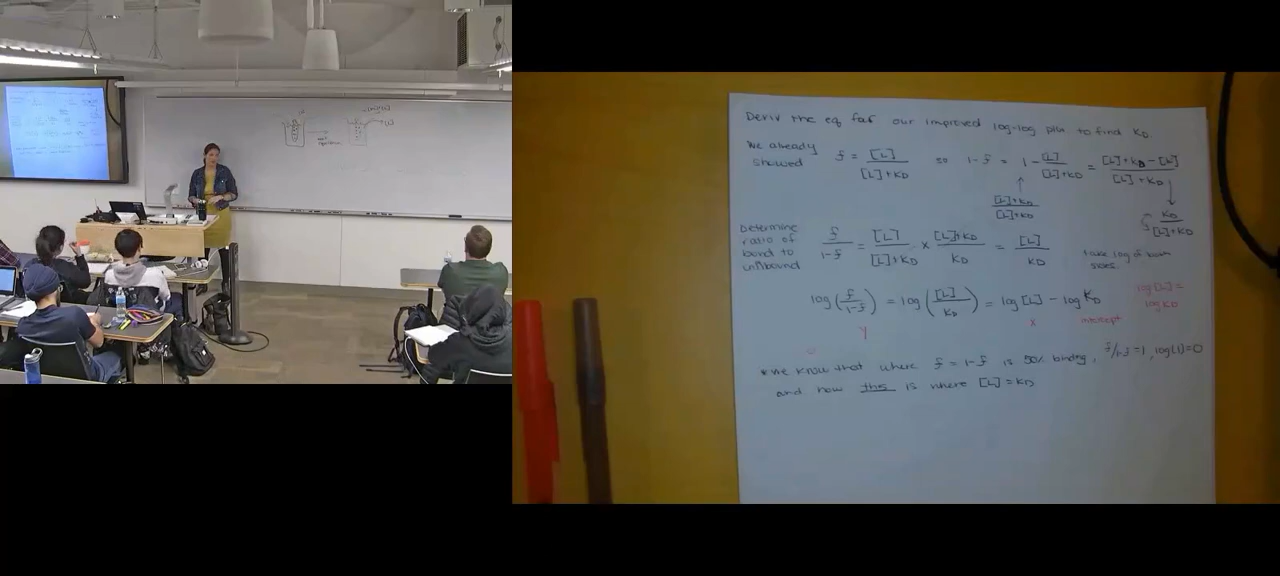 Deriv the eq for our improved log-log plot to find KD.
We already showed f = [L] / [L]+KD so 1-f = 1 - [L] / [L]+KD = [L]+KD-[L] / [L]+KD
[L]+KD / [L]+KD
KD / [L]+KD
Determine ratio of bond to unbound f / 1-f = [L] / [L]+KD × [L]+KD / KD = [L] / KD
take log of both sides.
log(f / 1-f) = log([L] / KD) = log[L] - log KD
log[L] = log KD
y x intercept
*We know that where f = 1-f is 50% binding, f/1-f=1, log(1)=0
and now this is where [L]=KD